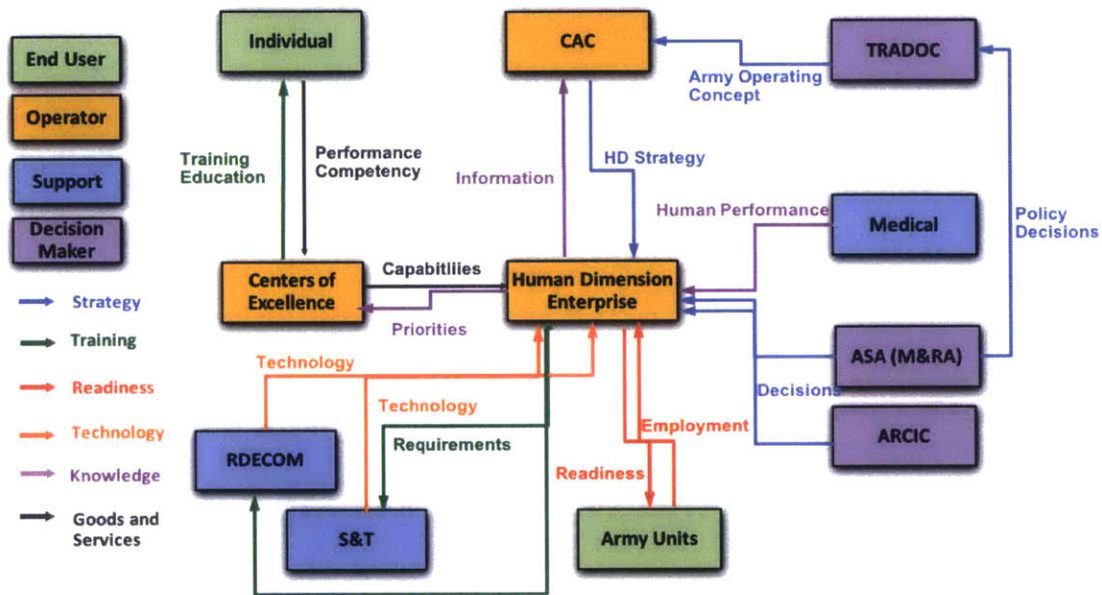 End User
Operator
Support
Decision
Maker
Strategy
Training
Readiness
Technology
Knowledge
Goods and
Services
Individual
CAC
TRADOC
Army Operating
Concept
Training
Education
Performance
Competency
Information
HD Strategy
Human Performance
Medical
Policy
Decisions
Centers of
Excellence
Capabitliies
Human Dimension
Enterprise
Priorities
Technology
Technology
ASA (M&RA)
Decisions
Employment
ARCIC
RDECOM
Requirements
Readiness
S&T
Army Units